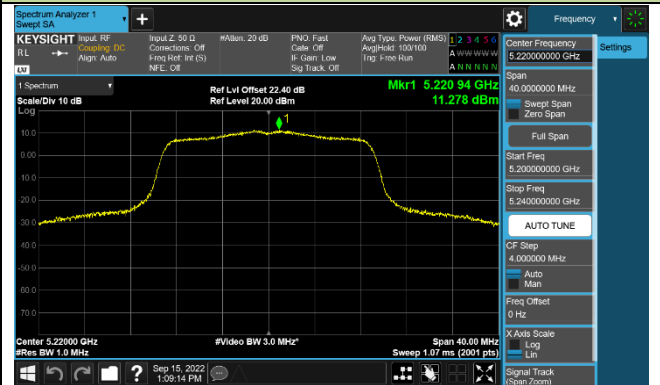 Spectrum Analyzer 1
Swept SA
Frequency
KEYSIGHT
RL
LXI
Input: RF
Coupling: DC
Align: Auto
Input Z: 50 Ω
Corrections: Off
Freq Ref: Int (S)
NFE: Off
#Atten: 20 dB
PNO: Fast
Gate: Off
IF Gain: Low
Sig Track: Off
Avg Type: Power (RMS)
Avg|Hold: 100/100
Trig: Free Run
1 2 3 4 5 6
A W W W W W
A N N N N N
1 Spectrum
Scale/Div 10 dB
Log
Ref Lvl Offset 22.40 dB
Ref Level 20.00 dBm
Mkr1 5.220 94 GHz
11.278 dBm
1
10.0
0.00
-10.0
-20.0
-30.0
-40.0
-50.0
-60.0
-70.0
Center 5.22000 GHz
#Res BW 1.0 MHz
#Video BW 3.0 MHz*
Span 40.00 MHz
Sweep 1.07 ms (2001 pts)
Sep 15, 2022
1:09:14 PM
Center Frequency
5.220000000 GHz
Settings
Span
40.0000000 MHz
Swept Span
Zero Span
Full Span
Start Freq
5.200000000 GHz
Stop Freq
5.240000000 GHz
AUTO TUNE
CF Step
4.000000 MHz
Auto
Man
Freq Offset
0 Hz
X Axis Scale
Log
Lin
Signal Track
(Span Zoom)